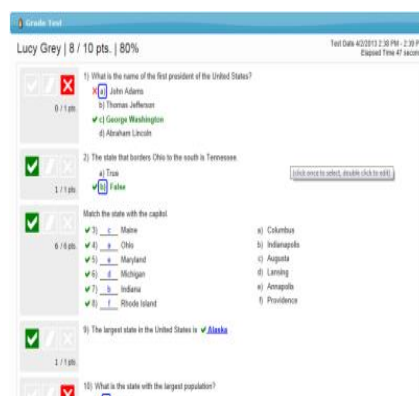 Grade Test
Lucy Grey | 8 / 10 pts. | 80%
Test Date 4/2/2013 2:38 PM - 2:39 P
Elapsed Time 47 secon
1) What is the name of the first president of the United States?
a) John Adams
b) Thomas Jefferson
c) George Washington
d) Abraham Lincoln
0 / 1 pts.
2) The state that borders Ohio to the south is Tennessee.
a) True
b) False
1 / 1 pts.
(click once to select, double click to edit)
Match the state with the capitol.
3) c Maine
4) a Ohio
5) e Maryland
6) d Michigan
7) b Indiana
8) f Rhode Island
a) Columbus
b) Indianapolis
c) Augusta
d) Lansing
e) Annapolis
f) Providence
6 / 6 pts.
9) The largest state in the United States is Alaska
1 / 1 pts.
10) What is the state with the largest population?